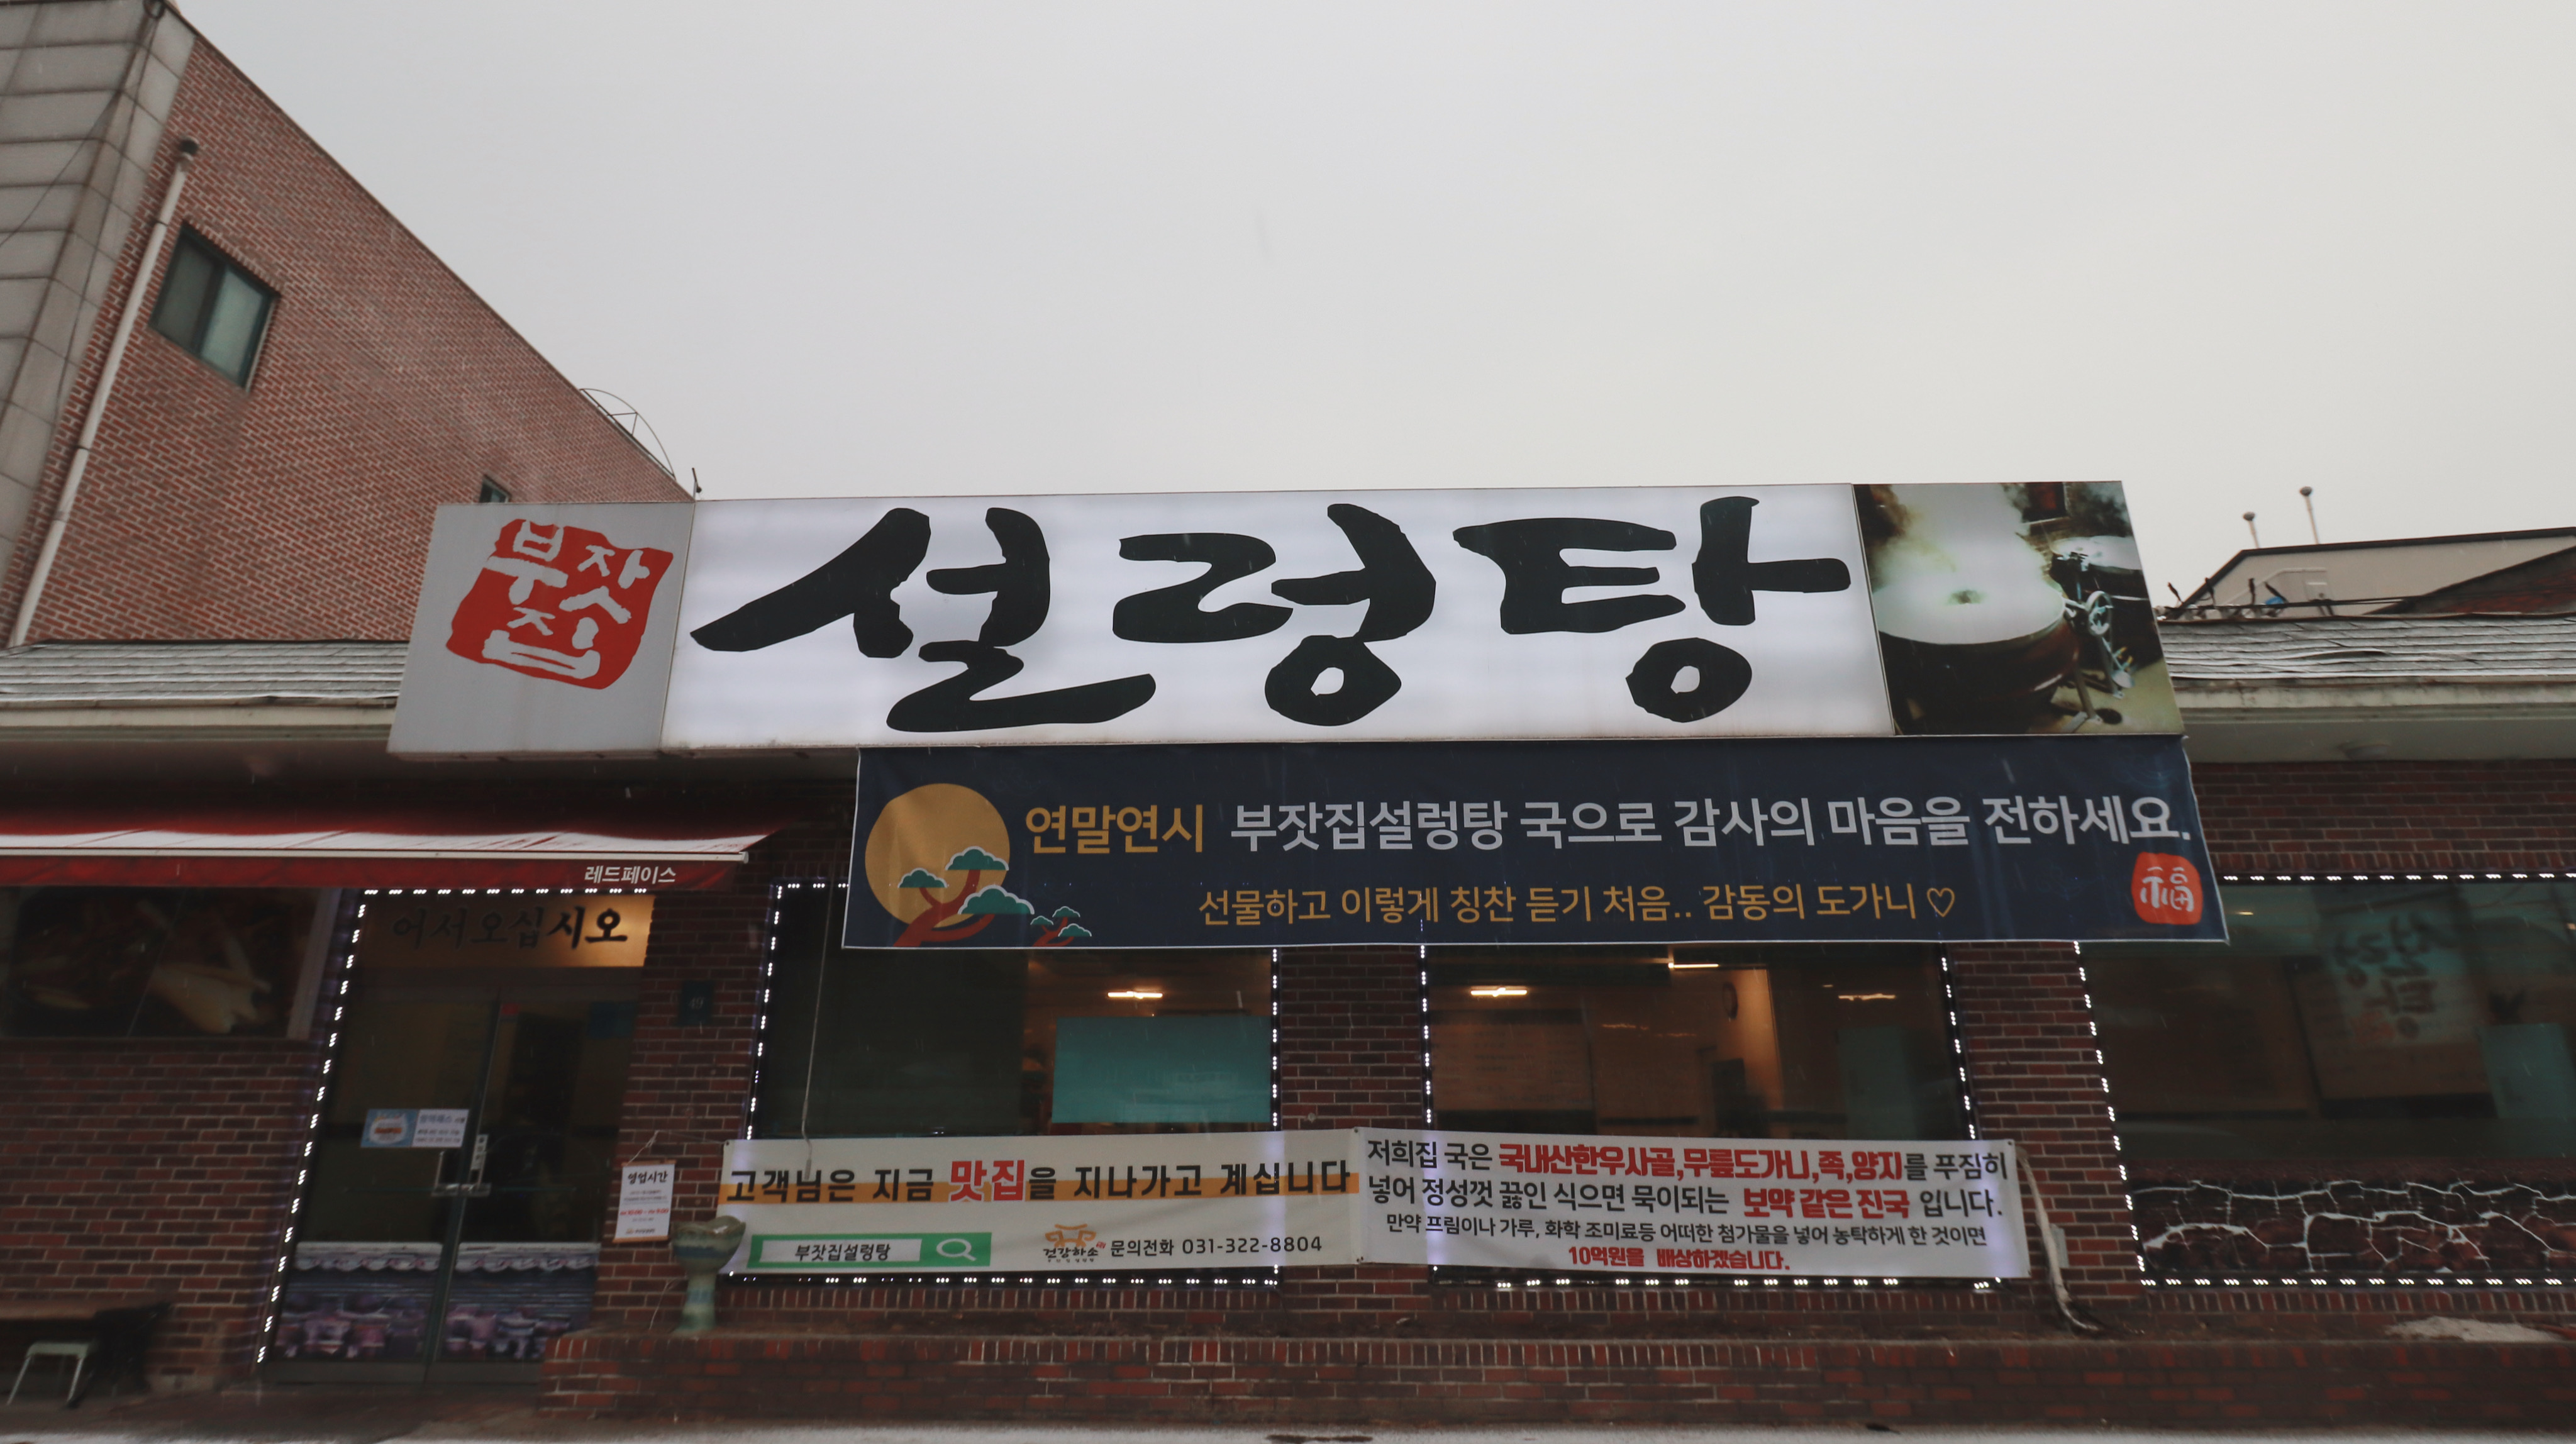 부잣집
설렁탕
연말연시 부잣집설렁탕 국으로 감사의 마음을 전하세요.
선물하고 이렇게 칭찬 듣기 처음.. 감동의 도가니♡
福
레드페이스
어서오십시오
영업시간
고객님은 지금 맛집을 지나가고 계십니다
부잣집설렁탕
건강하소
문의전화 031-322-8804
저희집 국은 국내산한우사골,무릎도가니,족,양지를 푸짐히
넣어 정성껏 끓인 식으면 묵이되는 보약 같은 진국 입니다.
만약 프림이나 가루, 화학 조미료등 어떠한 첨가물을 넣어 농탁하게 한 것이면
10억원을 배상하겠습니다.